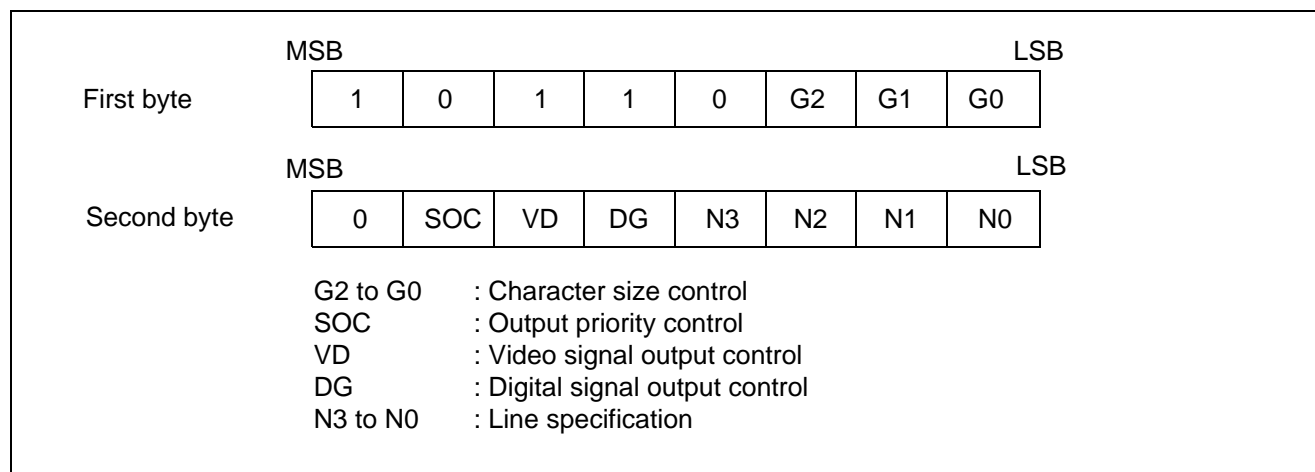 MSB LSB
First byte 1 0 1 1 0 G2 G1 G0
MSB LSB
Second byte 0 SOC VD DG N3 N2 N1 N0
G2 to G0 : Character size control
SOC : Output priority control
VD : Video signal output control
DG : Digital signal output control
N3 to N0 : Line specification